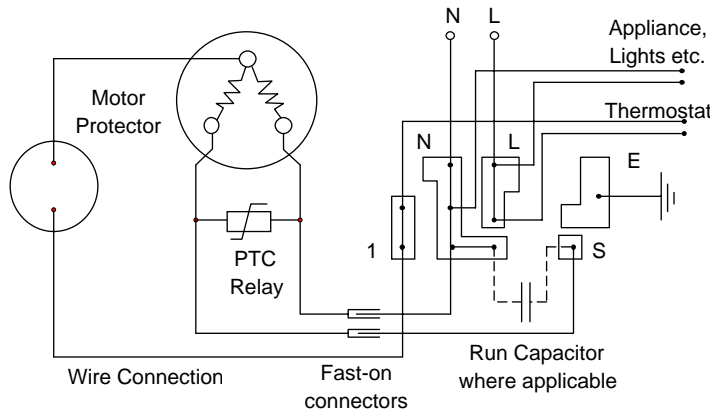 N L
Appliance,
Lights etc.
Motor
Protector
Thermostat
N L
E
PTC
Relay
1
S
Wire Connection
Fast-on
connectors
Run Capacitor
where applicable